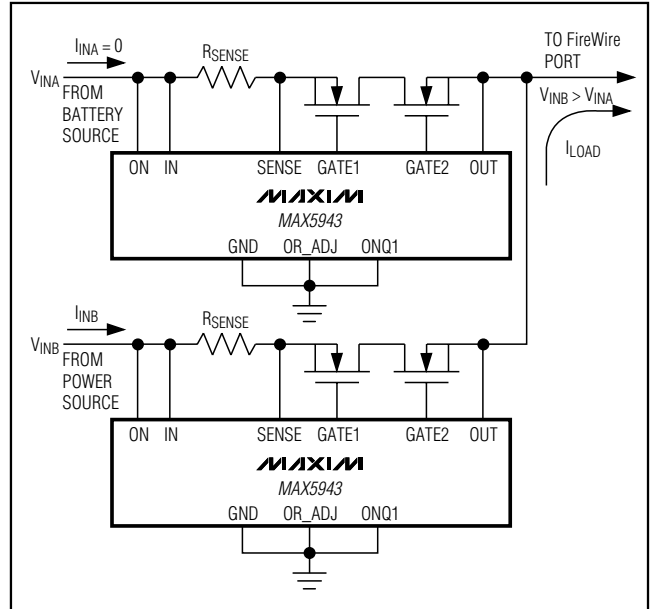 I_INA = 0
R_SENSE
TO FireWire
PORT
V_INA
FROM
BATTERY
SOURCE
V_INB > V_INA
I_LOAD
ON IN SENSE GATE1 GATE2 OUT
MAXIM
MAX5943
GND OR_ADJ ONQ1
I_INB
R_SENSE
V_INB
FROM
POWER
SOURCE
ON IN SENSE GATE1 GATE2 OUT
MAXIM
MAX5943
GND OR_ADJ ONQ1